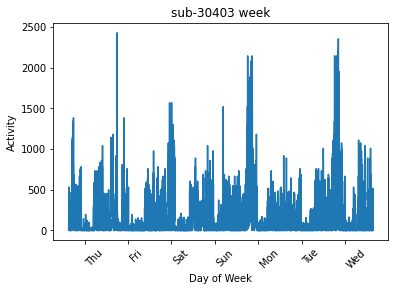 sub-30403 week
Activity
2500
2000
1500
1000
500
0
Thu
Fri
Sat
Sun
Mon
Tue
Wed
Day of Week